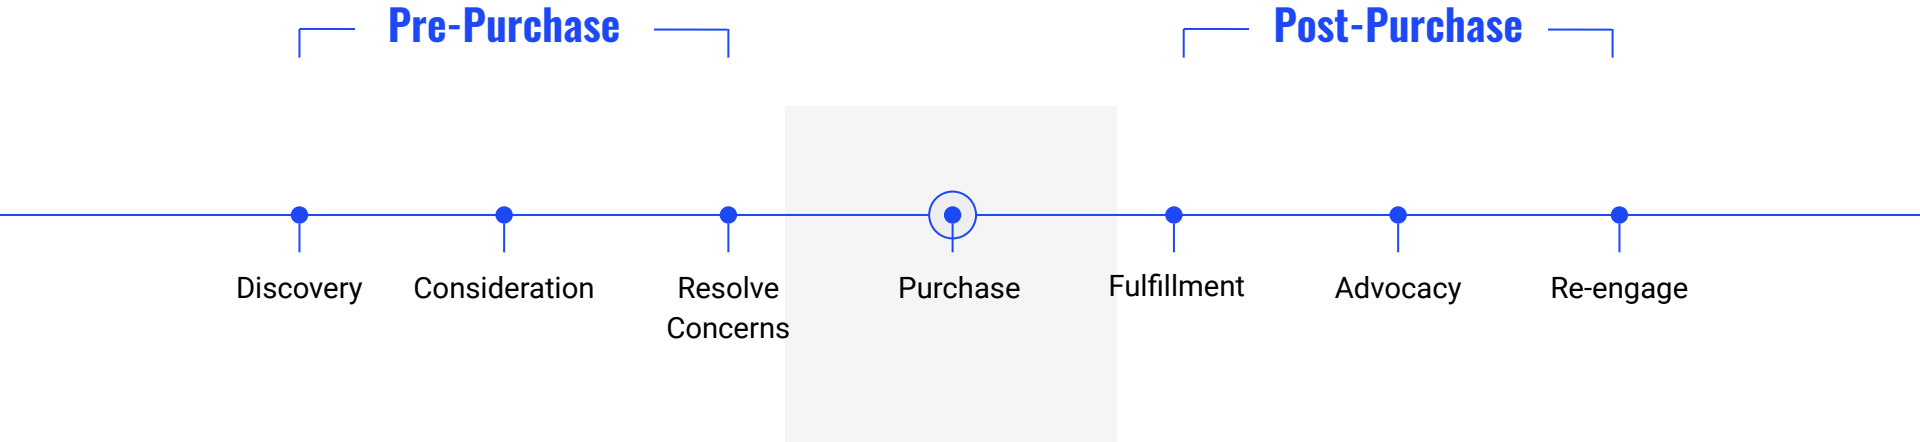 Pre-Purchase
Post-Purchase
Discovery
Consideration
Resolve
Concerns
Purchase
Fulfillment
Advocacy
Re-engage